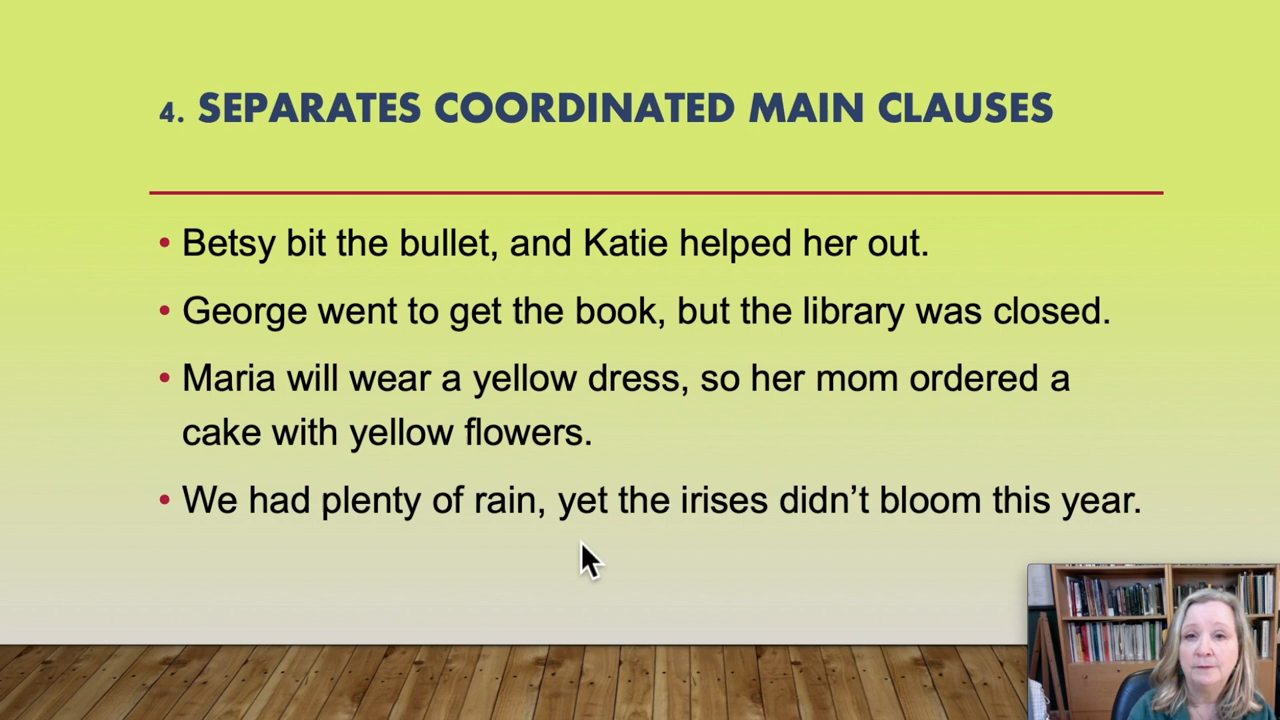 4. SEPARATES COORDINATED MAIN CLAUSES
• Betsy bit the bullet, and Katie helped her out.
• George went to get the book, but the library was closed.
• Maria will wear a yellow dress, so her mom ordered a
cake with yellow flowers.
• We had plenty of rain, yet the irises didn’t bloom this year.